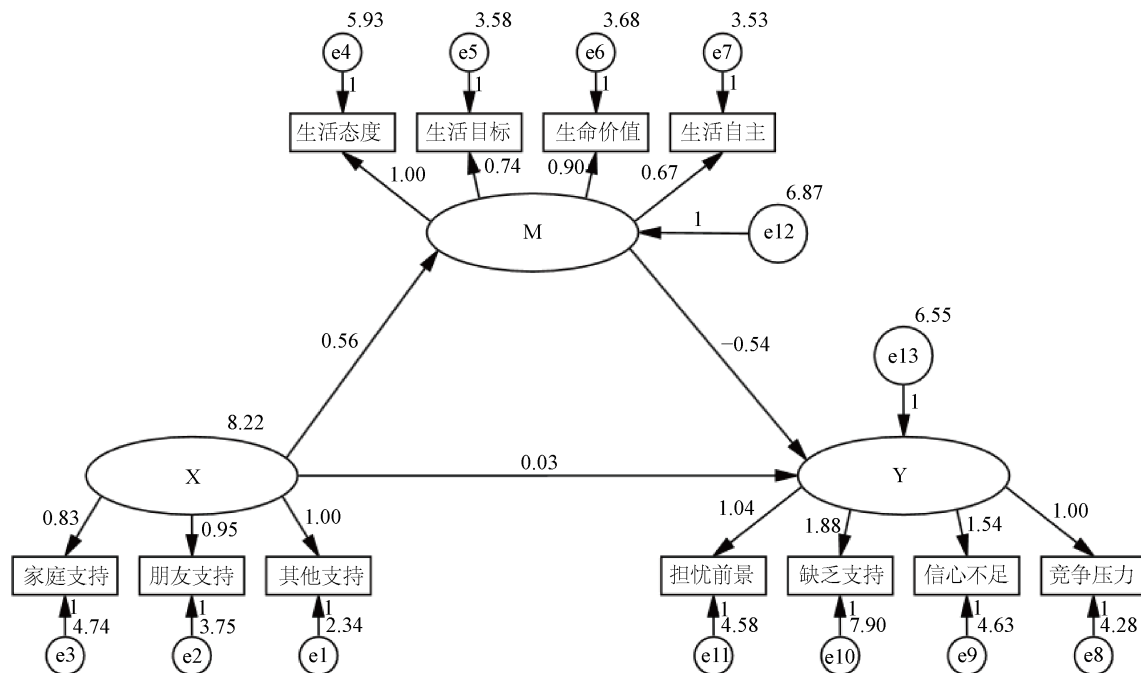 5.93 3.58 3.68 3.53
e4 e5 e6 e7
1 1 1 1
生活态度 生活目标 生命价值 生活自主
1.00 0.74 0.90 0.67
6.87
M 1 e12
0.56 −0.54
6.55
e13
1
8.22
X 0.03 Y
0.83 0.95 1.00 1.04 1.88 1.54 1.00
家庭支持 朋友支持 其他支持 担忧前景 缺乏支持 信心不足 竞争压力
1 1 1 1 1 1 1
4.74 3.75 2.34 4.58 7.90 4.63 4.28
e3 e2 e1 e11 e10 e9 e8